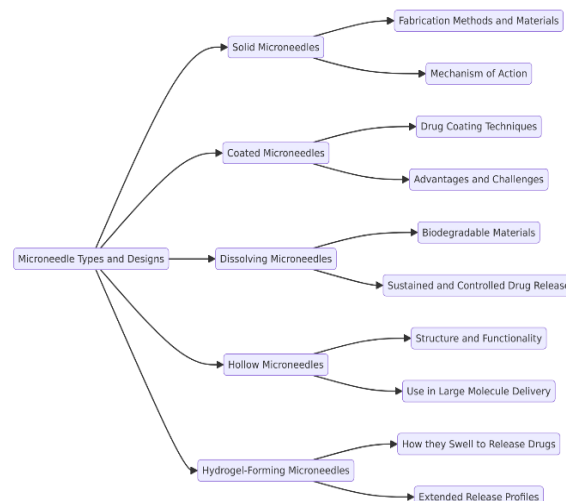 Microneedle Types and Designs
Solid Microneedles
Fabrication Methods and Materials
Mechanism of Action
Coated Microneedles
Drug Coating Techniques
Advantages and Challenges
Dissolving Microneedles
Biodegradable Materials
Sustained and Controlled Drug Release
Hollow Microneedles
Structure and Functionality
Use in Large Molecule Delivery
Hydrogel-Forming Microneedles
How they Swell to Release Drugs
Extended Release Profiles